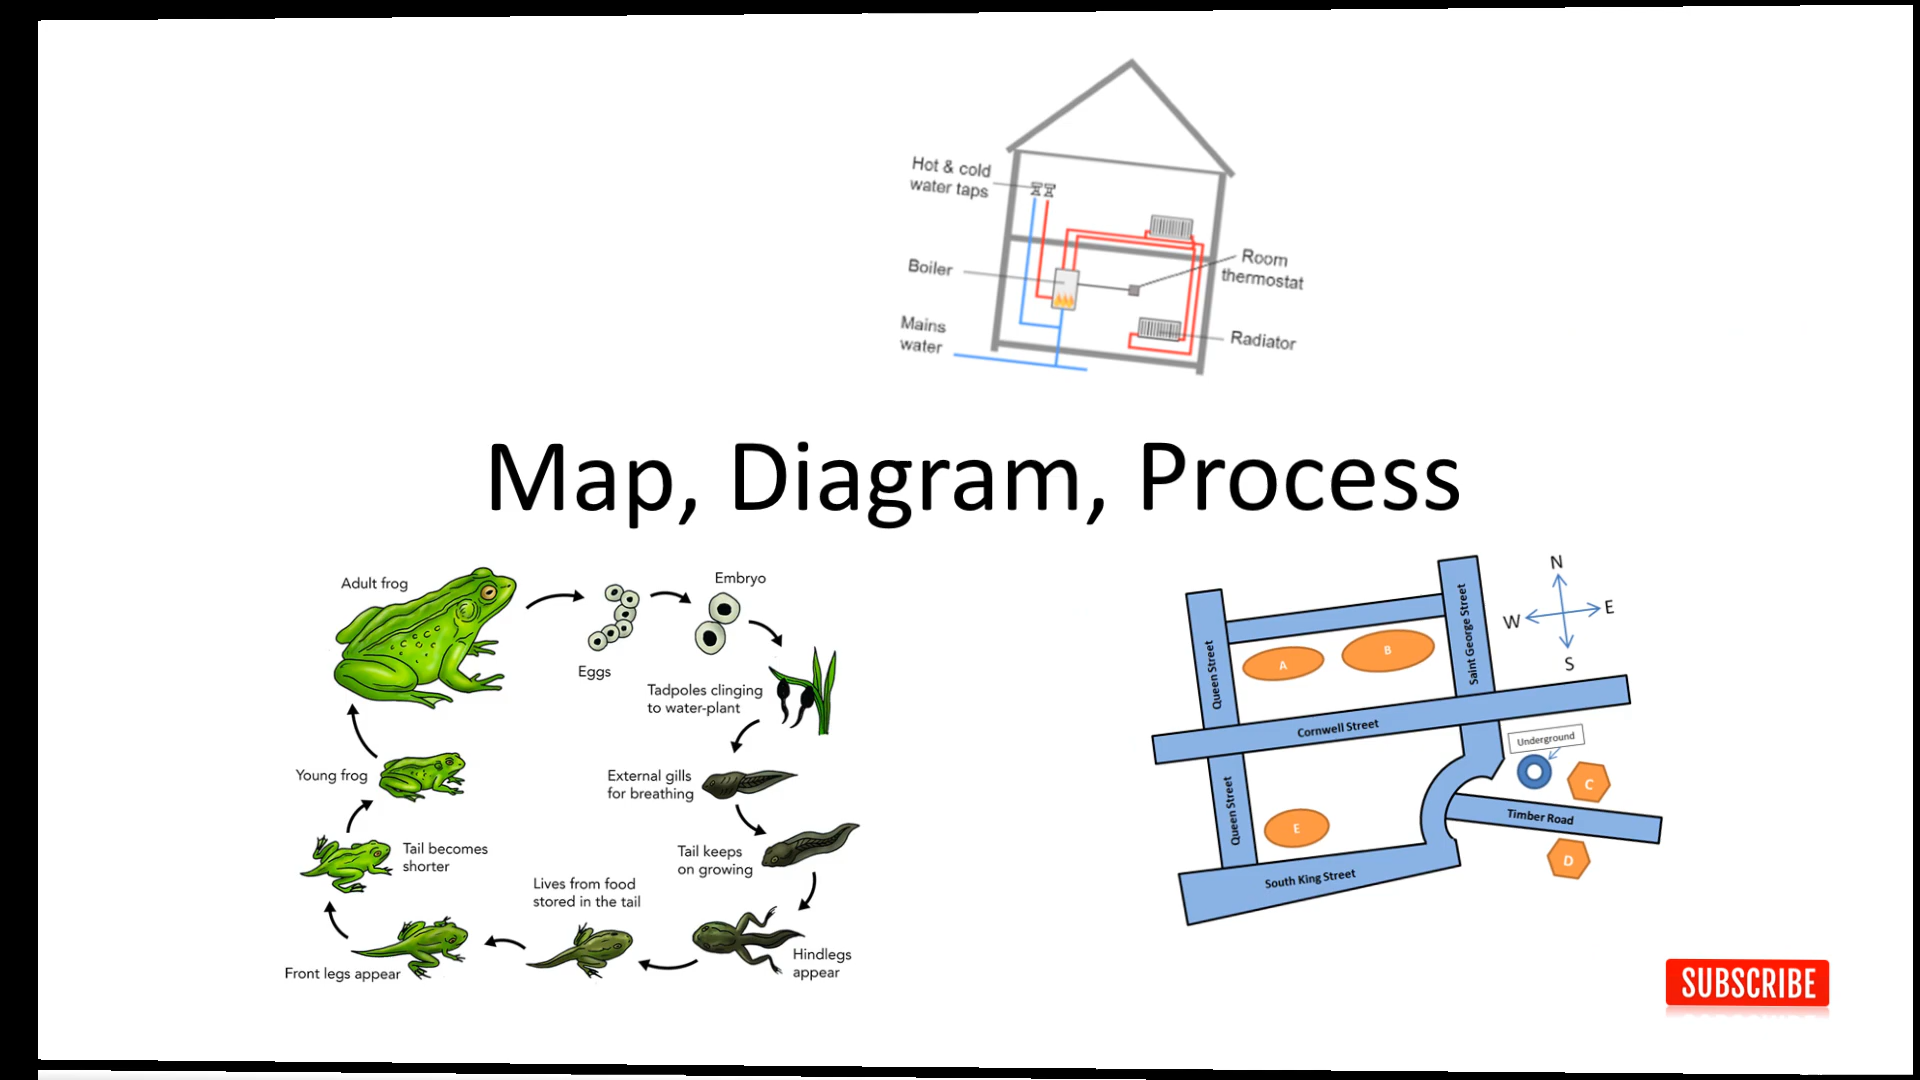 Hot & cold
water taps
Boiler
Mains
water
Room
thermostat
Radiator
Map, Diagram, Process
Adult frog
Eggs
Embryo
Tadpoles clinging
to water-plant
External gills
for breathing
Tail keeps
on growing
Hindlegs
appear
Lives from food
stored in the tail
Front legs appear
Tail becomes
shorter
Young frog
N
W
E
S
Queen Street
Saint George Street
A
B
Cornwell Street
Underground
C
Timber Road
D
Queen Street
E
South King Street
SUBSCRIBE